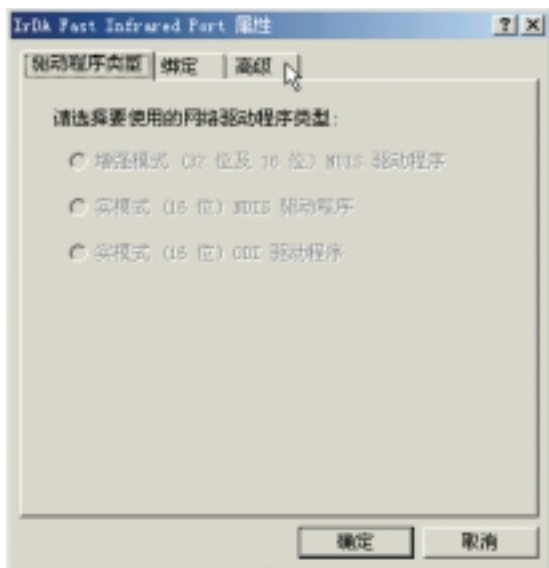 IrDA Fast Infrared Port 属性
驱动程序类型 绑定 高级
请选择要使用的网络驱动程序类型:
增强模式 (32 位及 16 位) NDIS 驱动程序
实模式 (16 位) NDIS 驱动程序
实模式 (16 位) ODI 驱动程序
确定 取消